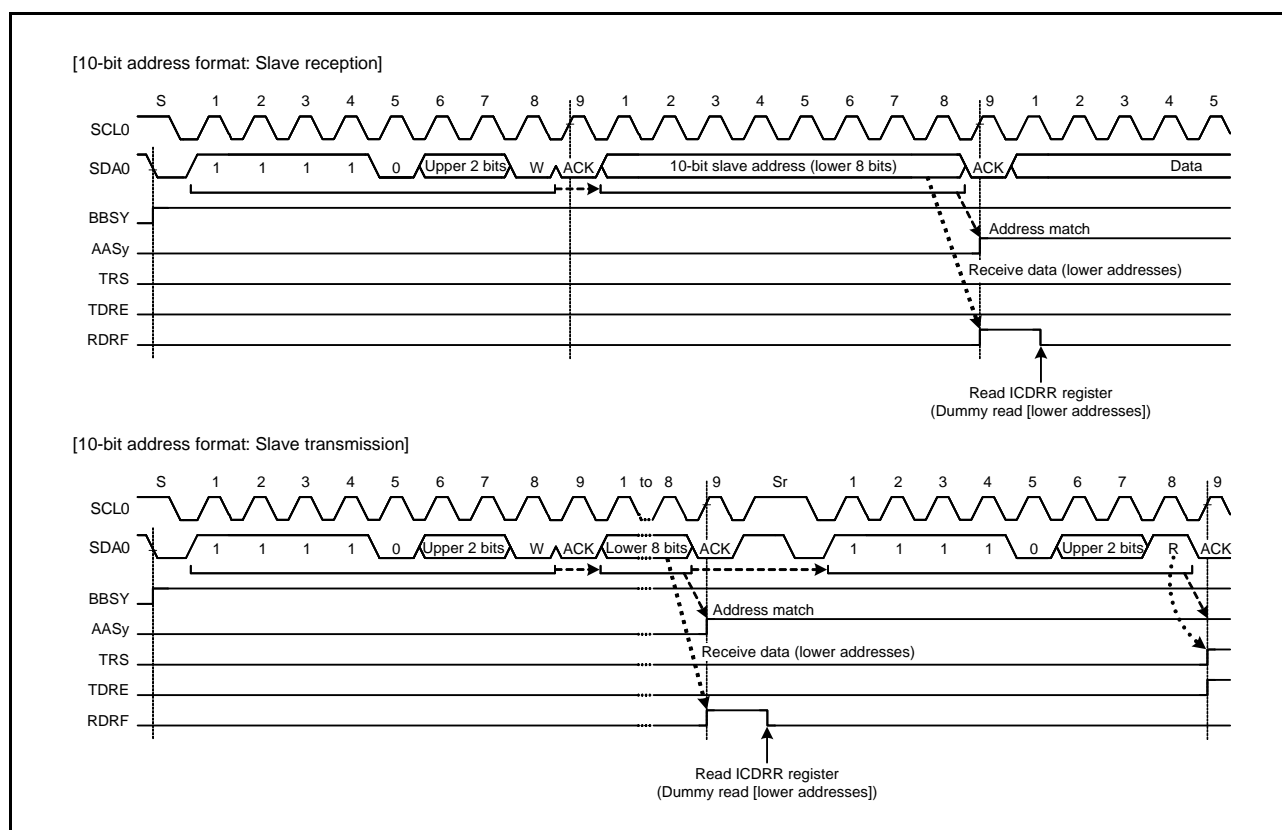 [10-bit address format: Slave reception]
S 1 2 3 4 5 6 7 8 9 1 2 3 4 5 6 7 8 9 1 2 3 4 5
SCL0
SDA0 1 1 1 1 0 Upper 2 bits W ACK 10-bit slave address (lower 8 bits) ACK Data
BBSY
Address match
AASy
Receive data (lower addresses)
TRS
TDRE
RDRF
Read ICDRR register
(Dummy read [lower addresses])
[10-bit address format: Slave transmission]
S 1 2 3 4 5 6 7 8 9 1 to 8 9 Sr 1 2 3 4 5 6 7 8 9
SCL0
SDA0 1 1 1 1 0 Upper 2 bits W ACK Lower 8 bits ACK 1 1 1 1 0 Upper 2 bits R ACK
BBSY
Address match
AASy
Receive data (lower addresses)
TRS
TDRE
RDRF
Read ICDRR register
(Dummy read [lower addresses])